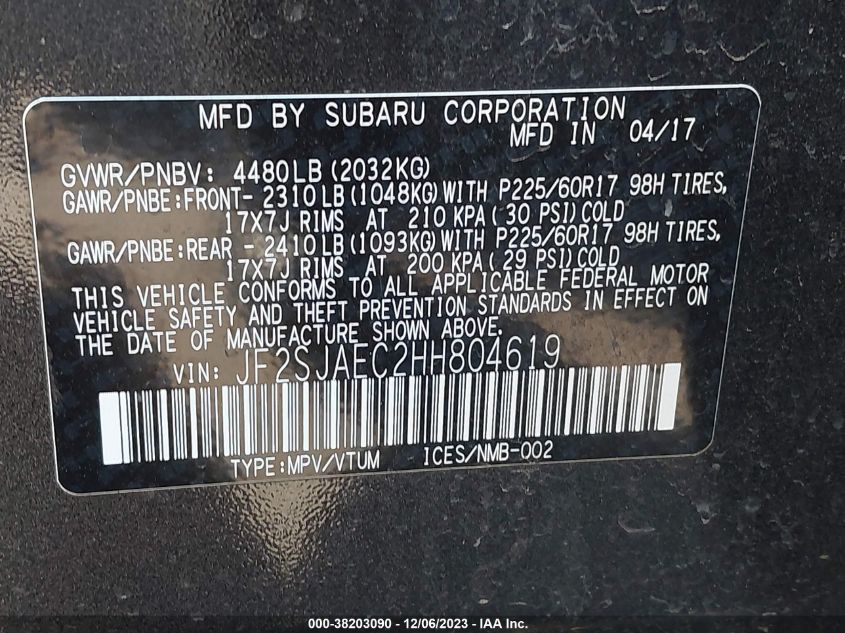 MFD BY SUBARU CORPORATION
MFD IN 04/17
GVWR/PNBV: 4480LB (2032KG)
GAWR/PNBE:FRONT- 2310LB(1048KG)WITH P225/60R17 98H TIRES,
17X7J RIMS AT 210 KPA( 30 PSI)COLD
GAWR/PNBE:REAR - 2410LB(1093KG)WITH P225/60R17 98H TIRES,
17X7J RIMS AT 200 KPA( 29 PSI)COLD
THIS VEHICLE CONFORMS TO ALL APPLICABLE FEDERAL MOTOR
VEHICLE SAFETY AND THEFT PREVENTION STANDARDS IN EFFECT ON
THE DATE OF MANUFACTURE SHOWN ABOVE.
VIN: JF2SJAEC2HH804619
TYPE:MPV/VTUM ICES/NMB-002
000-38203090 - 12/06/2023 - IAA Inc.